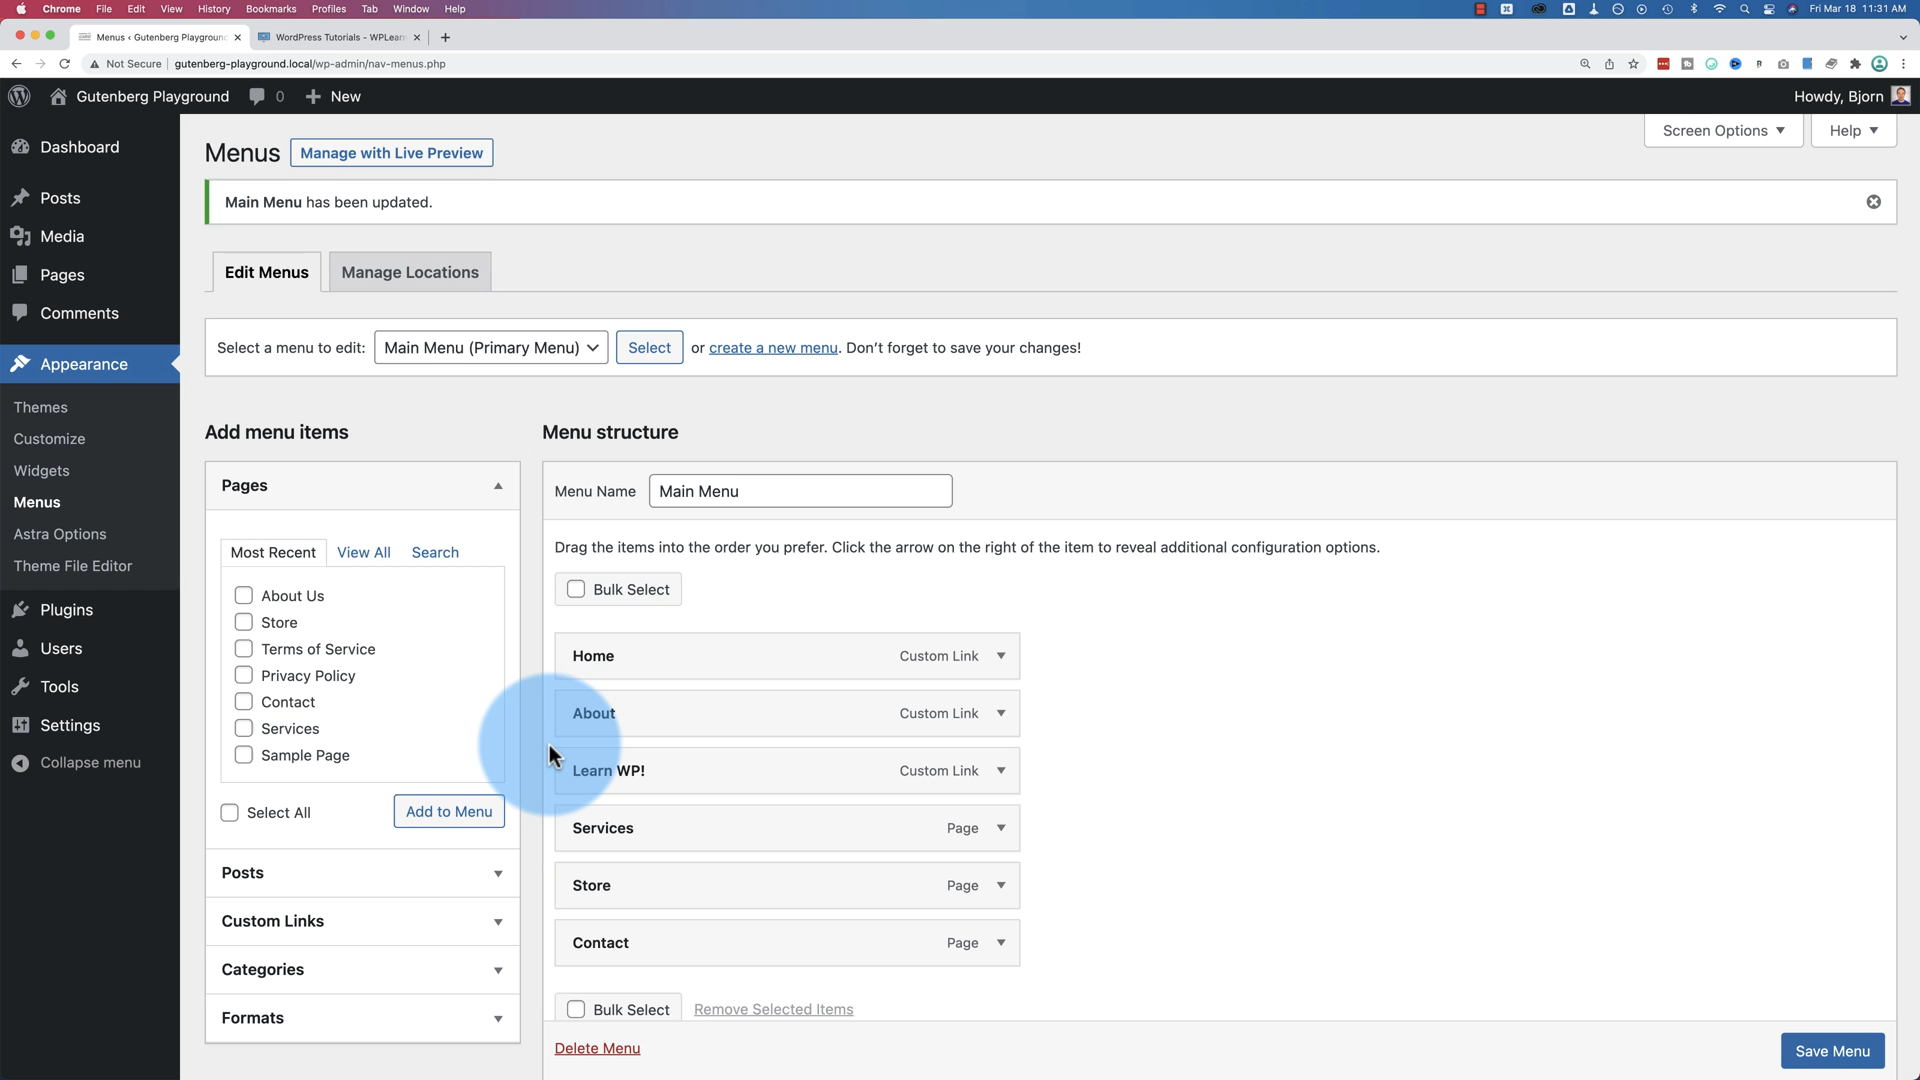 Chrome File Edit View History Bookmarks Profiles Tab Window Help
Fri Mar 18 11:31 AM
Menus ‹ Gutenberg Playground
WordPress Tutorials - WPLear
Not Secure gutenberg-playground.local/wp-admin/nav-menus.php
Gutenberg Playground 0 New
Howdy, Bjorn
Dashboard
Posts
Media
Pages
Comments
Appearance
Themes
Customize
Widgets
Menus
Astra Options
Theme File Editor
Plugins
Users
Tools
Settings
Collapse menu
Screen Options
Help
Menus
Manage with Live Preview
Main Menu has been updated.
Edit Menus
Manage Locations
Select a menu to edit: Main Menu (Primary Menu) Select or create a new menu. Don't forget to save your changes!
Add menu items
Pages
Most Recent View All Search
About Us
Store
Terms of Service
Privacy Policy
Contact
Services
Sample Page
Select All
Add to Menu
Posts
Custom Links
Categories
Formats
Menu structure
Menu Name Main Menu
Drag the items into the order you prefer. Click the arrow on the right of the item to reveal additional configuration options.
Bulk Select
Home Custom Link
About Custom Link
Learn WP! Custom Link
Services Page
Store Page
Contact Page
Bulk Select Remove Selected Items
Delete Menu
Save Menu